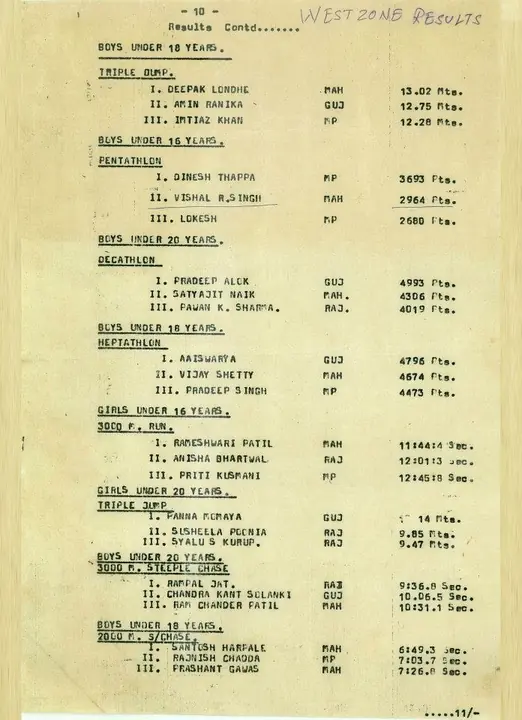 - 10 -
WEST ZONE RESULTS
Results Contd.......
BOYS UNDER 18 YEARS.
TRIPLE DUMP.
I. DEEPAK LONDHE MAH 13.02 Mts.
II. AMIN RANIKA GUJ 12.75 Mts.
III. IMTIAZ KHAN MP 12.28 Mts.
BOYS UNDER 16 YEARS.
PENTATHLON
I. DINESH THAPPA MP 3693 Pts.
II. VISHAL R.SINGH MAH 2964 Pts.
III. LOKESH MP 2680 Pts.
BOYS UNDER 20 YEARS.
DECATHLON
I. PRADEEP ALOK GUJ 4993 Pts.
II. SATYAJIT NAIK MAH. 4306 Pts.
III. PAWAN K. SHARMA. RAJ. 4019 Pts.
BOYS UNDER 18 YEARS.
HEPTATHLON
I. AAISWARYA GUJ 4796 Pts.
II. VIJAY SHETTY MAH 4674 Pts.
III. PRADEEP SINGH MP 4473 Pts.
GIRLS UNDER 16 YEARS.
3000 M. RUN.
I. RAMESHWARI PATIL MAH 11:44:4 Sec.
II. ANISHA BHARTWAL RAJ 12:01:3 Sec.
III. PRITI KUSMANI MP 12:45:8 Sec.
GIRLS UNDER 20 YEARS.
TRIPLE JUMP
I. PANNA MOMAYA GUJ 14 Mts.
II. SUSHEELA POONIA RAJ 9.85 Mts.
III. SYALU S KURUP. RAJ 9.47 Mts.
BOYS UNDER 20 YEARS.
3000 M. STEEPLE CHASE
I. RAMPAL JAT. RAJ 9:36.8 Sec.
II. CHANDRA KANT SOLANKI GUJ 10.06.5 Sec.
III. RAM CHANDER PATIL MAH 10:31.1 Sec.
BOYS UNDER 18 YEARS.
2000 M. S/CHASE.
I. SANTOSH HARPALE MAH 6:49.3 Sec.
II. RAJNISH CHADDA MP 7:03.7 Sec.
III. PRASHANT GAWAS MAH 7:26.8 Sec.
.....11/-